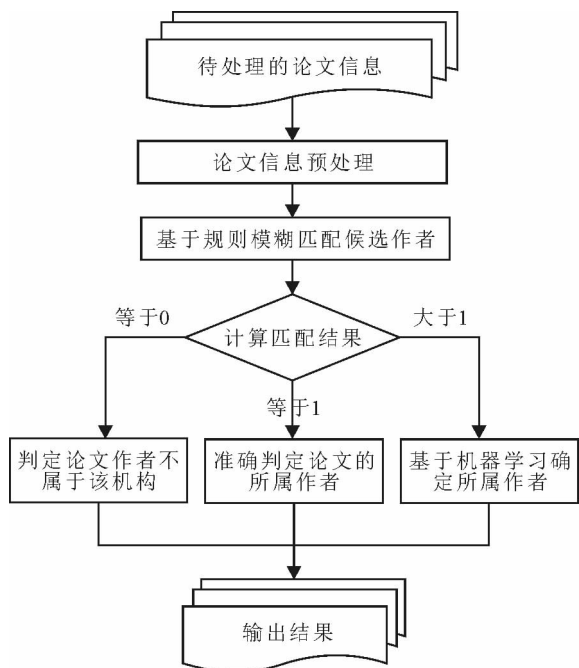 待处理的论文信息
论文信息预处理
基于规则模糊匹配候选作者
等于0
计算匹配结果
大于1
等于1
判定论文作者不
属于该机构
准确判定论文的
所属作者
基于机器学习确
定所属作者
输出结果